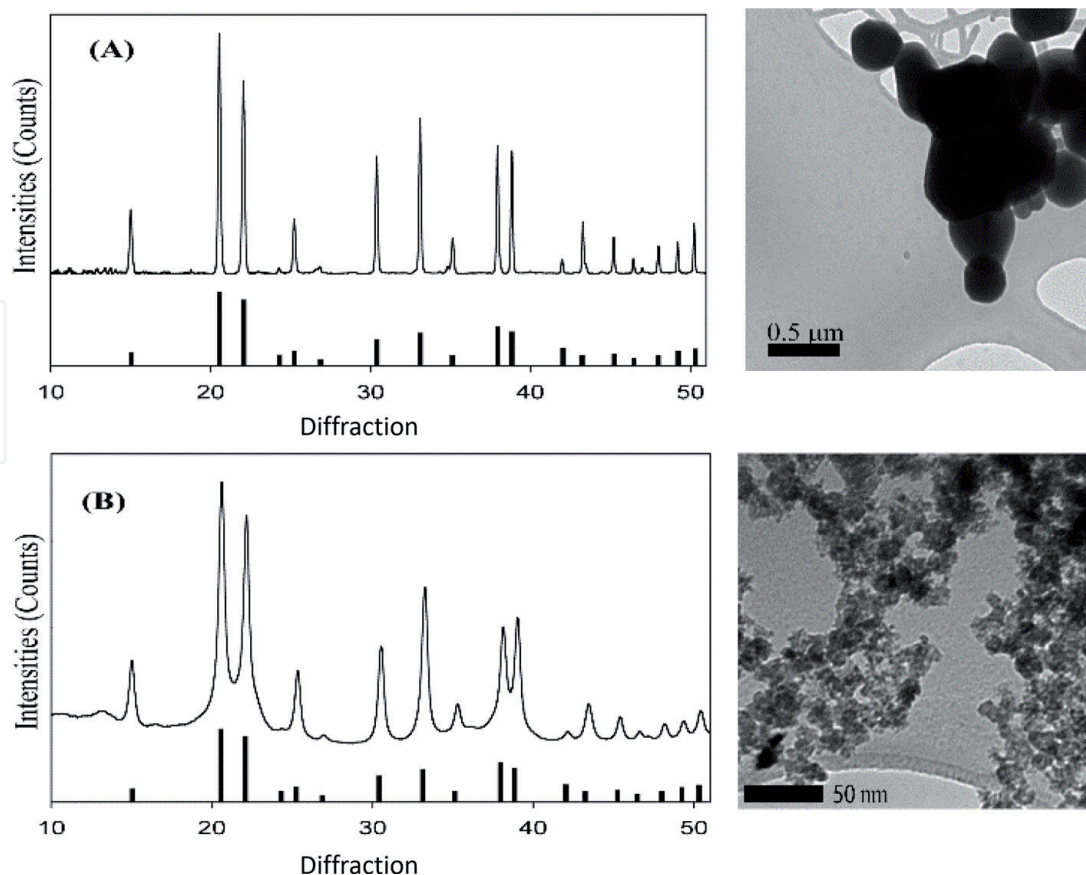 (A)
Intensities (Counts)
10 20 30 40 50
Diffraction
0.5 μm
(B)
Intensities (Counts)
10 20 30 40 50
Diffraction
50 nm